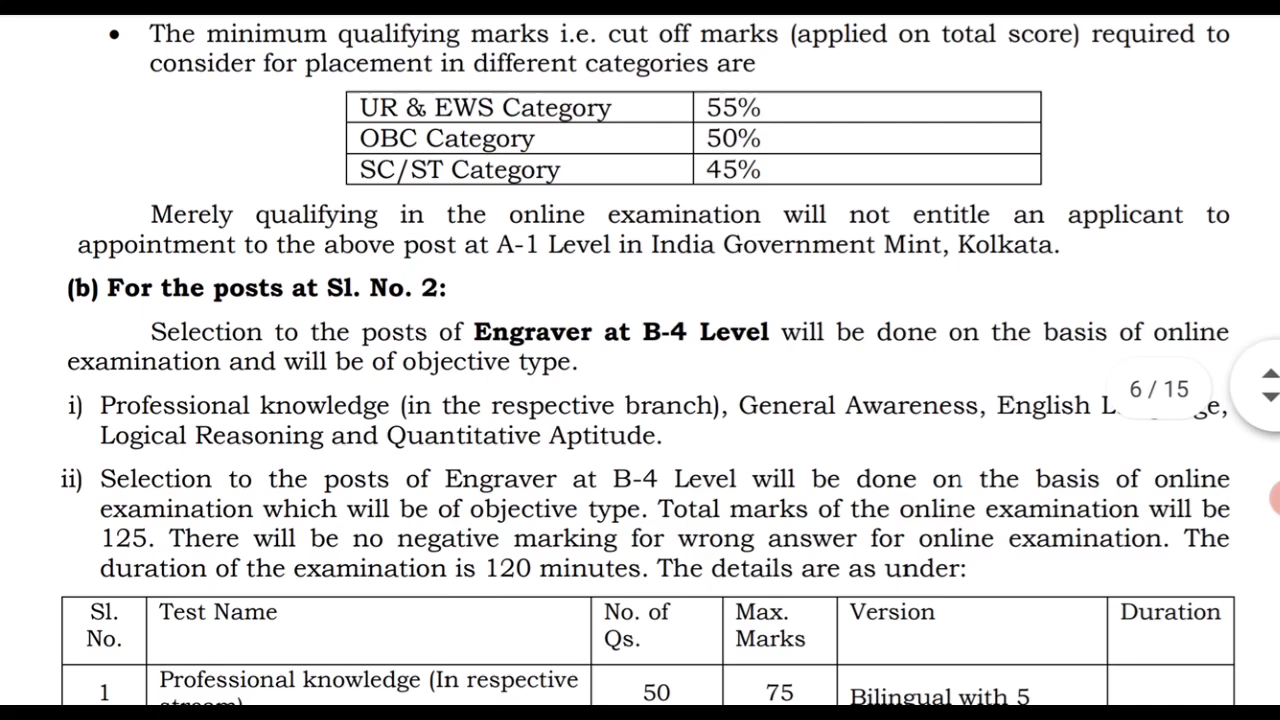 • The minimum qualifying marks i.e. cut off marks (applied on total score) required to
consider for placement in different categories are
UR & EWS Category 55%
OBC Category 50%
SC/ST Category 45%
Merely qualifying in the online examination will not entitle an applicant to
appointment to the above post at A-1 Level in India Government Mint, Kolkata.
(b) For the posts at Sl. No. 2:
Selection to the posts of Engraver at B-4 Level will be done on the basis of online
examination and will be of objective type.
6 / 15
i) Professional knowledge (in the respective branch), General Awareness, English
Logical Reasoning and Quantitative Aptitude.
ii) Selection to the posts of Engraver at B-4 Level will be done on the basis of online
examination which will be of objective type. Total marks of the online examination will be
125. There will be no negative marking for wrong answer for online examination. The
duration of the examination is 120 minutes. The details are as under:
Sl. No. Test Name No. of Qs. Max. Marks Version Duration
1 Professional knowledge (In respective 50 75 Bilingual with 5